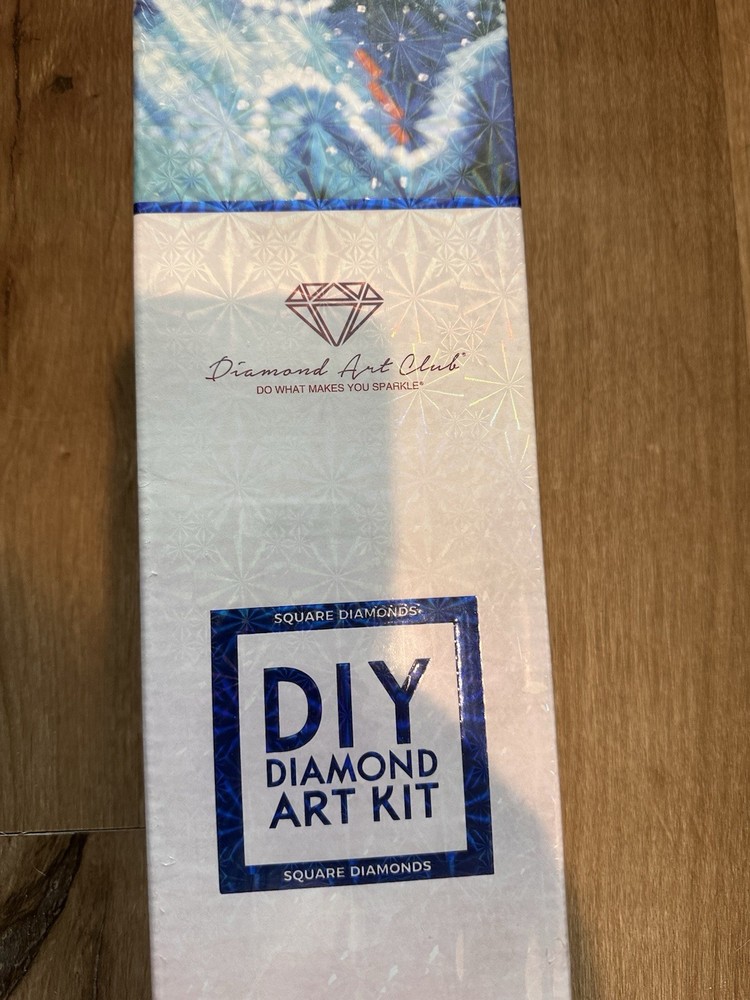 Diamond Art Club®
DO WHAT MAKES YOU SPARKLE®
SQUARE DIAMONDS
DIY
DIAMOND
ART KIT
SQUARE DIAMONDS